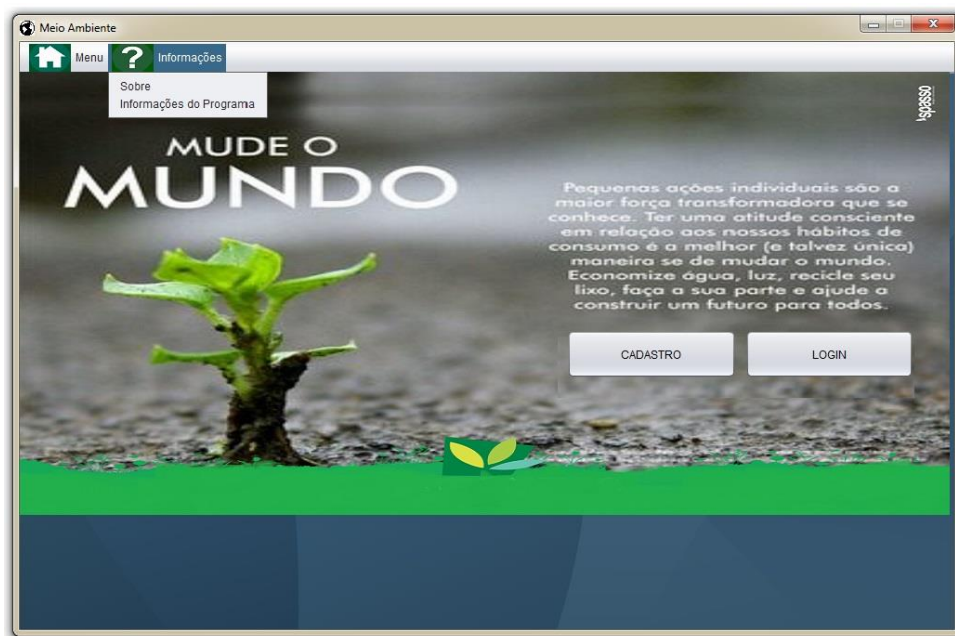 Meio Ambiente
Menu
Informações
Sobre
Informações do Programa
spasso
MUDE O
MUNDO
Pequenas ações individuais são a
maior força transformadora que se
conhece. Ter uma atitude consciente
em relação aos nossos hábitos de
consumo é a melhor (e talvez única)
maneira se de mudar o mundo.
Economize água, luz, recicle seu
lixo, faça a sua parte e ajude a
construir um futuro para todos.
CADASTRO
LOGIN